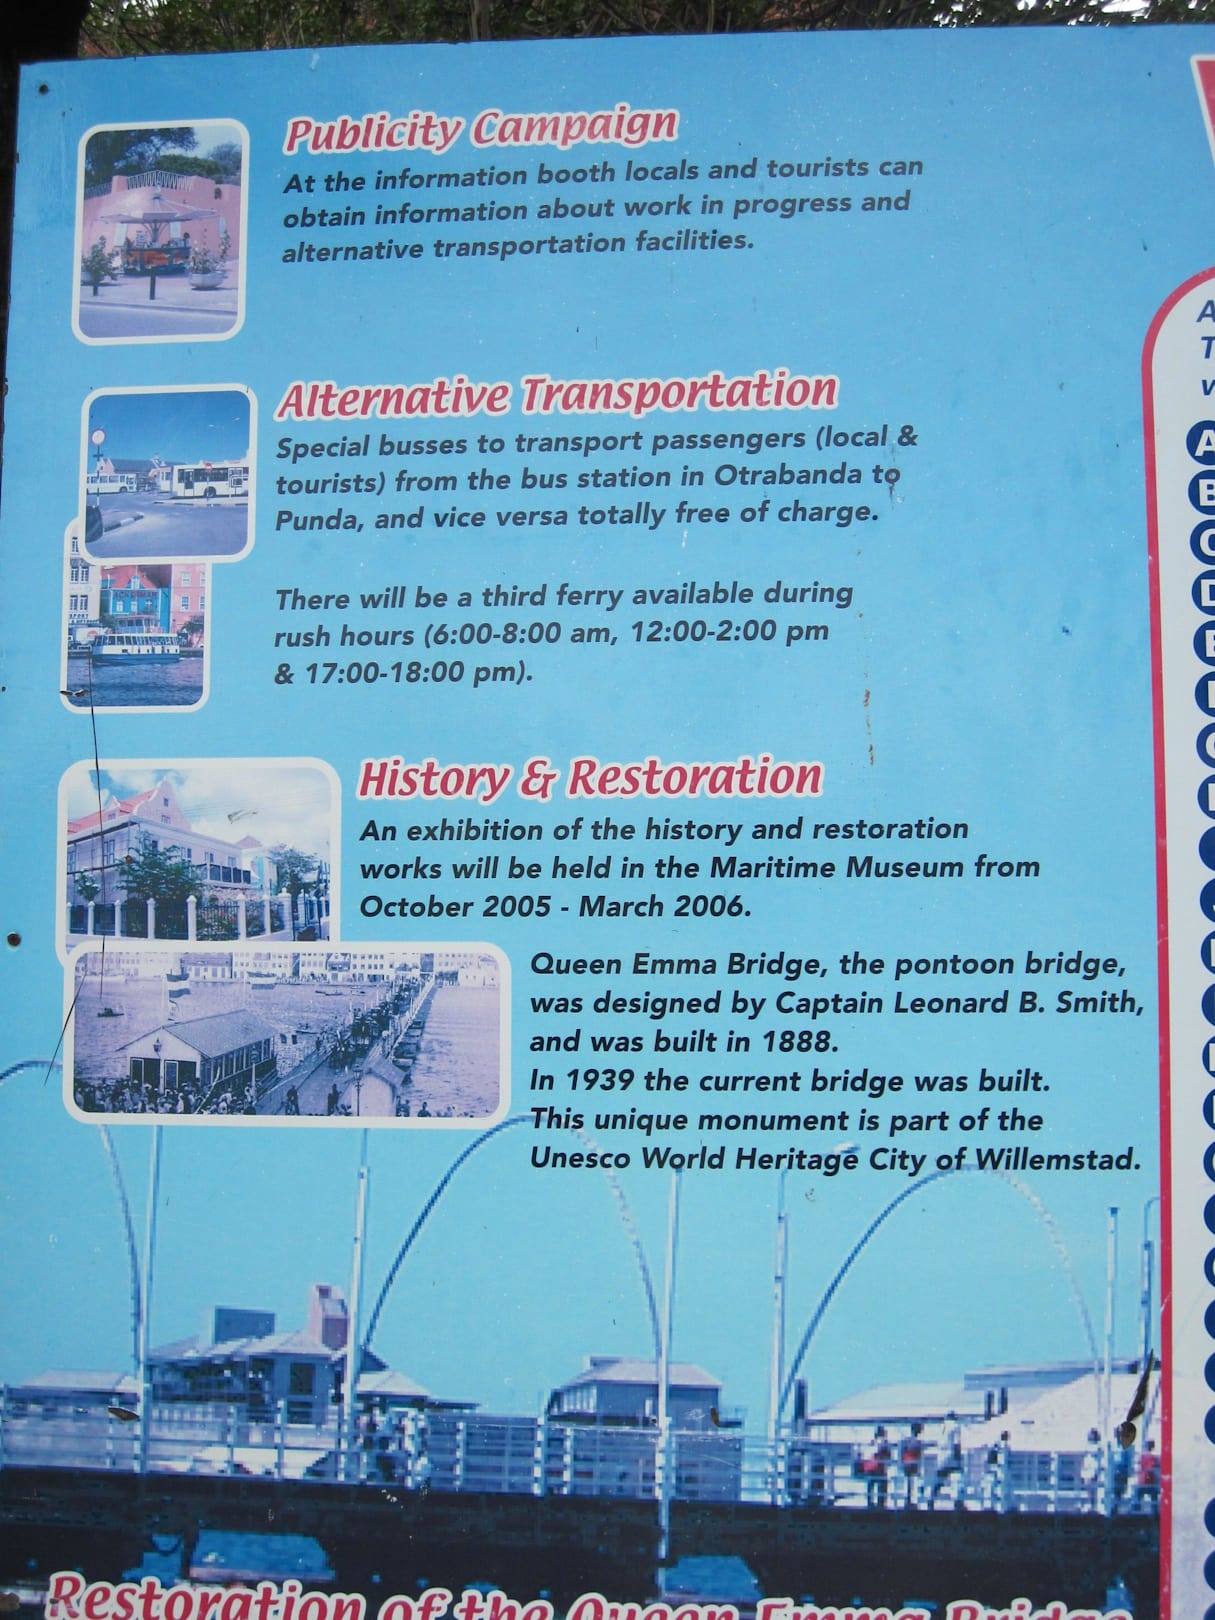 Publicity Campaign
At the information booth locals and tourists can
obtain information about work in progress and
alternative transportation facilities.
Alternative Transportation
Special busses to transport passengers (local &
tourists) from the bus station in Otrabanda to
Punda, and vice versa totally free of charge.
There will be a third ferry available during
rush hours (6:00-8:00 am, 12:00-2:00 pm
& 17:00-18:00 pm).
History & Restoration
An exhibition of the history and restoration
works will be held in the Maritime Museum from
October 2005 - March 2006.
Queen Emma Bridge, the pontoon bridge,
was designed by Captain Leonard B. Smith,
and was built in 1888.
In 1939 the current bridge was built.
This unique monument is part of the
Unesco World Heritage City of Willemstad.
Restoration of the Queen Emma Bridge
A
B